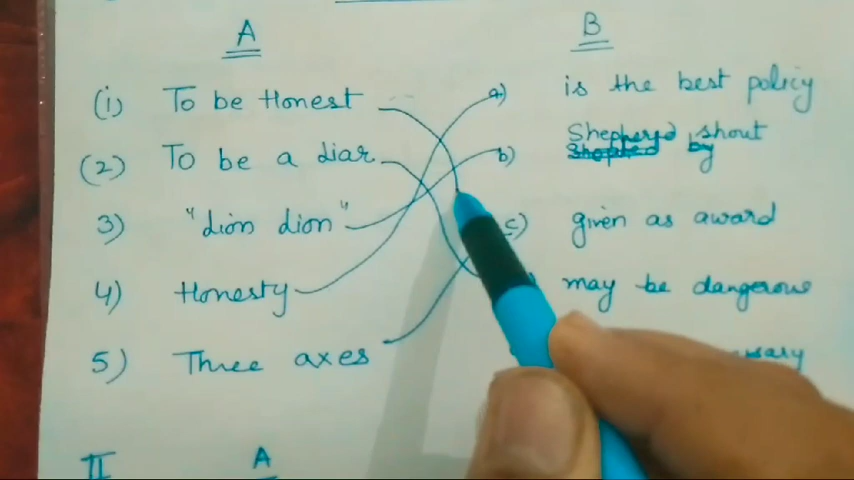 A B
(1) To be Honest a) is the best policy
(2) To be a liar b) Shepherd shout
3) "lion lion" c) given as award
4) Honesty may be dangerous
5) Three axes
II A